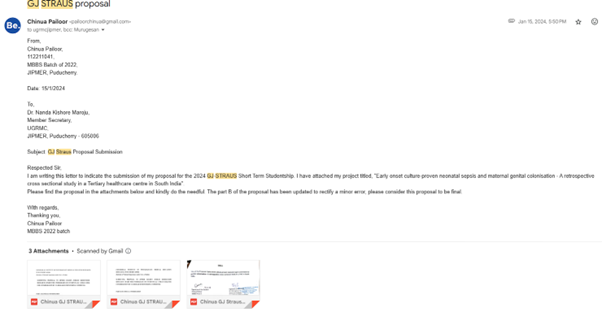 GJ STRAUS proposal
Be.
Chinua Pailoor <pailoorchinua@gmail.com>
Jan 15, 2024, 5:50 PM
to ugrmcjipmer, bcc: Murugesan
From,
Chinua Pailoor,
112211041,
MBBS Batch of 2022,
JIPMER, Puducherry.
Date: 15/1/2024
To,
Dr. Nanda Kishore Maroju,
Member Secretary,
UGRMC,
JIPMER, Puducherry - 605006
Subject: GJ Straus Proposal Submission
Respected Sir,
I am writing this letter to indicate the submission of my proposal for the 2024 GJ-STRAUS Short Term Studentship. I have attached my project titled, "Early onset culture proven neonatal sepsis and maternal genital colonisation - A retrospective
cross sectional study in a Tertiary healthcare centre in South India"
Please find the proposal in the attachments below and kindly do the needful. The part B of the proposal has been updated to rectify a minor error, please consider this proposal to be final.
With regards,
Thanking you,
Chinua Pailoor
MBBS 2022 batch
3 Attachments • Scanned by Gmail
Chinua GJ STRAU...
Chinua GJ STRAU...
Chinua GJ Straus...